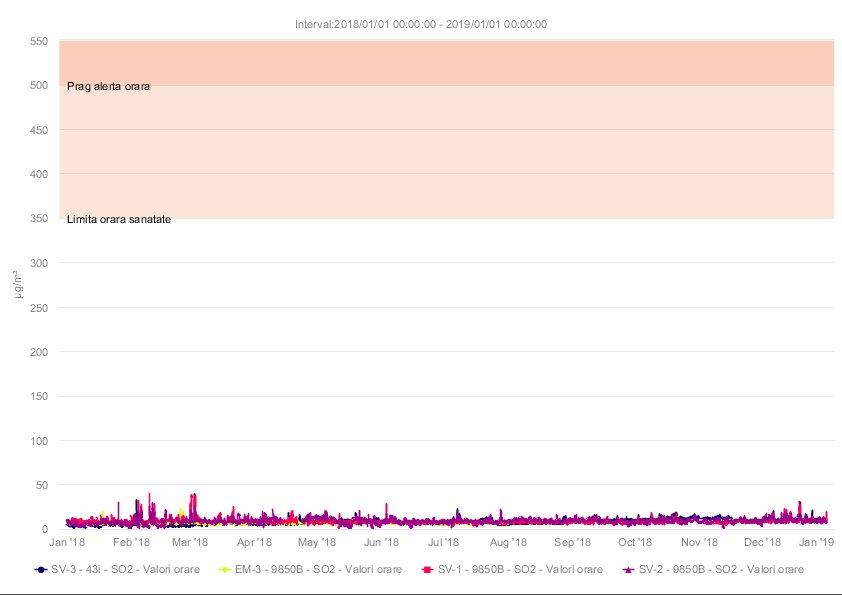 Interval:2018/01/01 00:00:00 - 2019/01/01 00:00:00
550
Prag alerta orara
500
450
400
Limita orara sanatate
350
300
µg/m³
250
200
150
100
50
0
Jan '18 Feb '18 Mar '18 Apr '18 May '18 Jun '18 Jul '18 Aug '18 Sep '18 Oct '18 Nov '18 Dec '18 Jan '19
SV-3 - 43i - SO2 - Valori orare EM-3 - 9850B - SO2 - Valori orare SV-1 - 9850B - SO2 - Valori orare SV-2 - 9850B - SO2 - Valori orare